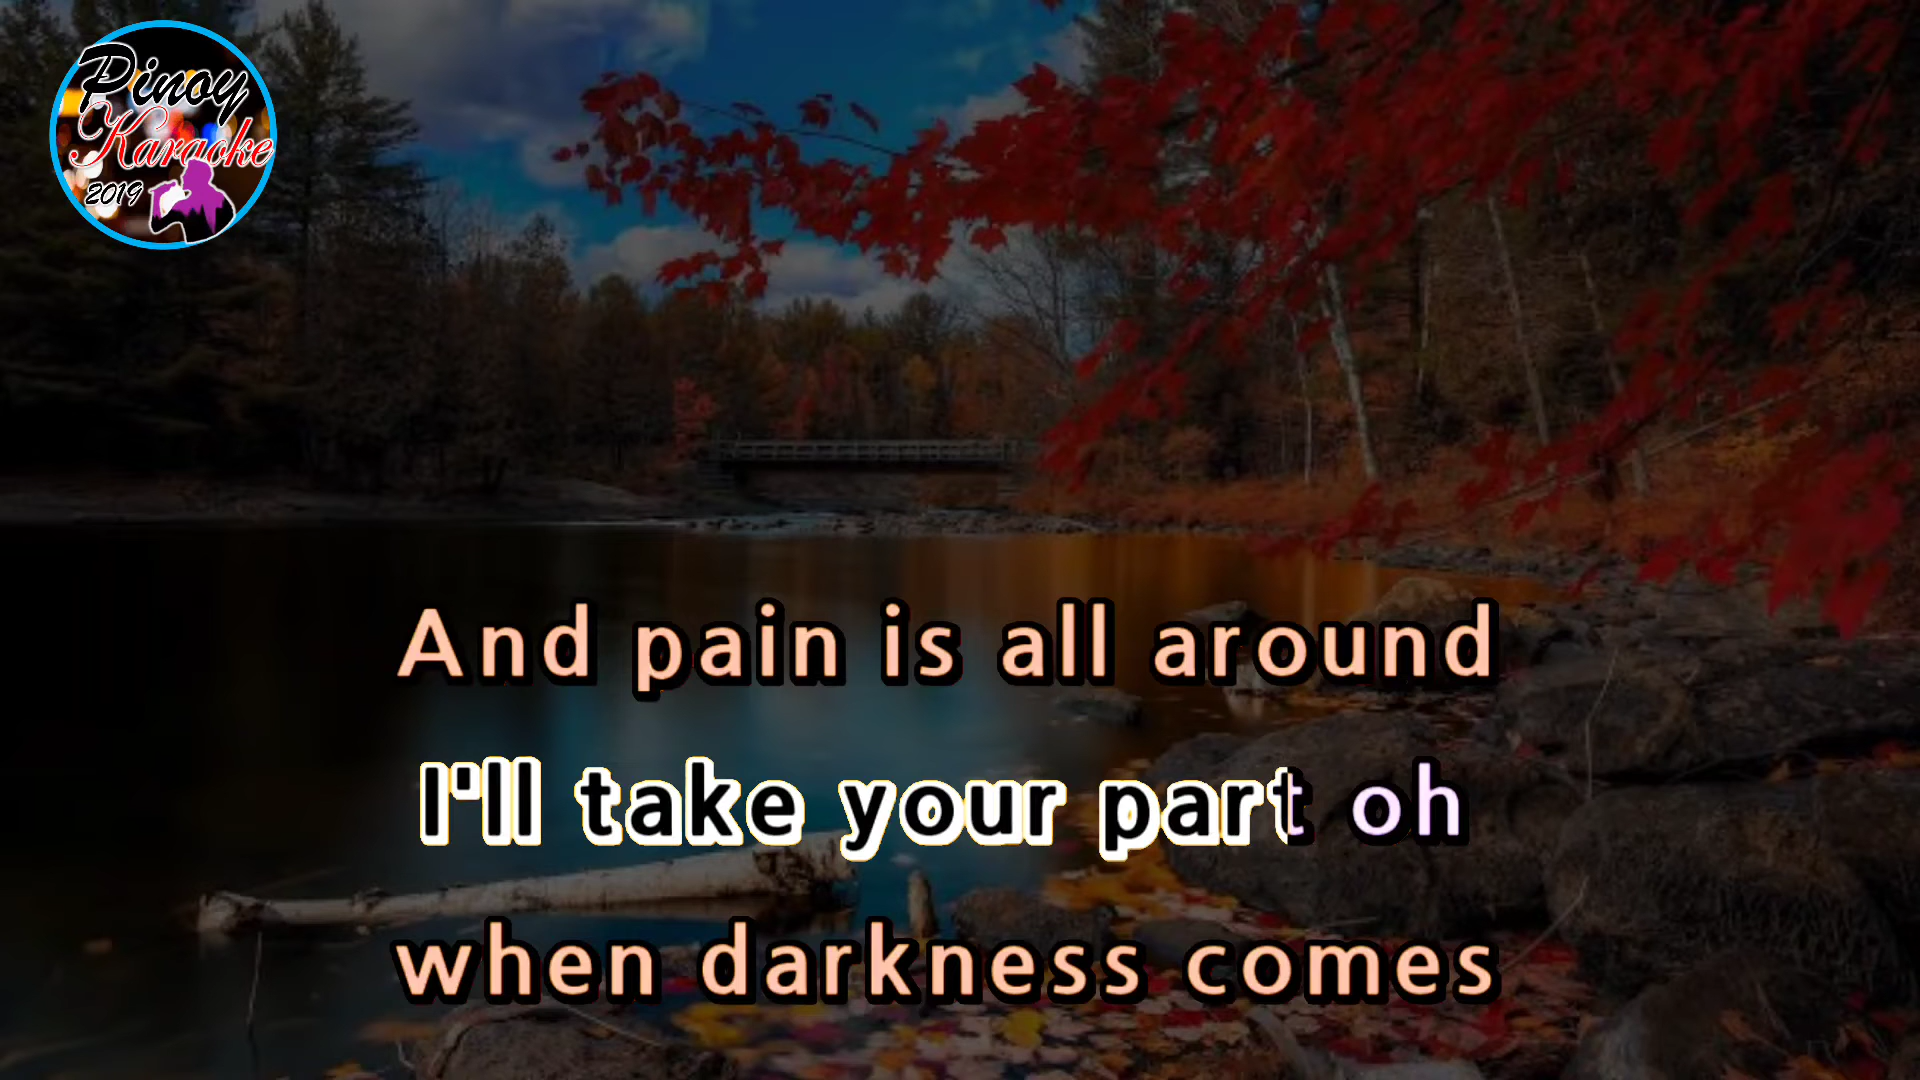 Pinoy
Karaoke
2019
And pain is all around
I'll take your part oh
when darkness comes